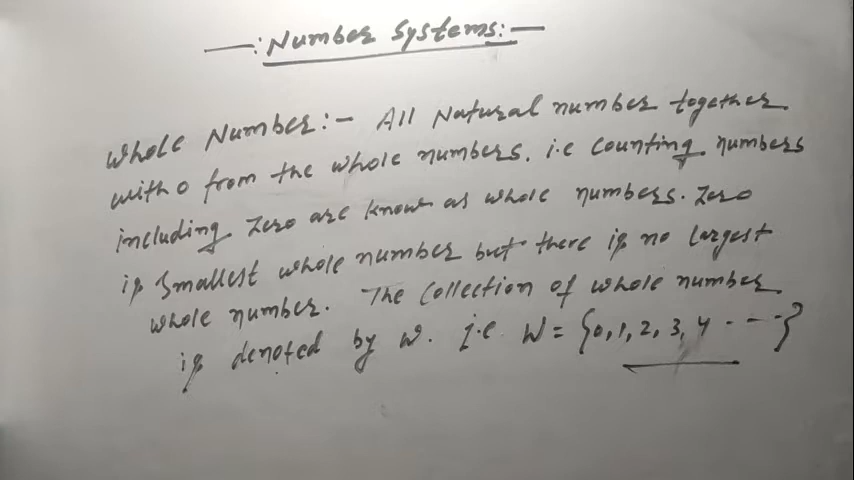 —: Number Systems:—
Whole Number:- All Natural number together
with 0 from the whole numbers. i.e counting numbers
including Zero are known as whole numbers. Zero
is Smallest whole number but there is no largest
whole number. The Collection of whole number
is denoted by W. i.e. W = {0, 1, 2, 3, 4 - - - -}